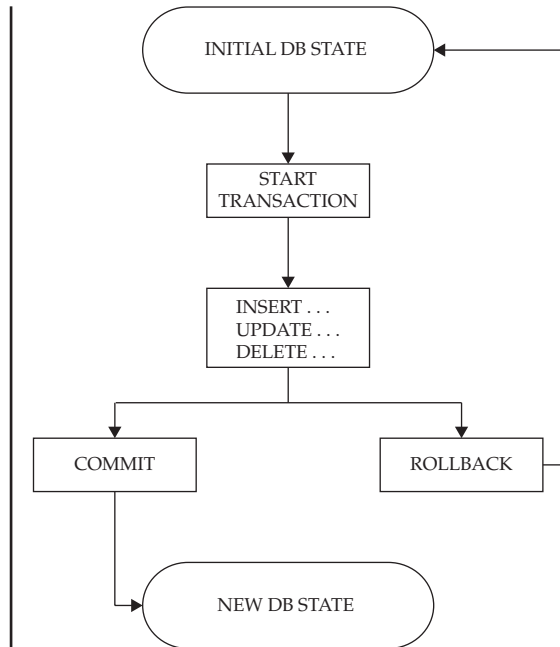 INITIAL DB STATE
START
TRANSACTION
INSERT . . .
UPDATE . . .
DELETE . . .
COMMIT
ROLLBACK
NEW DB STATE